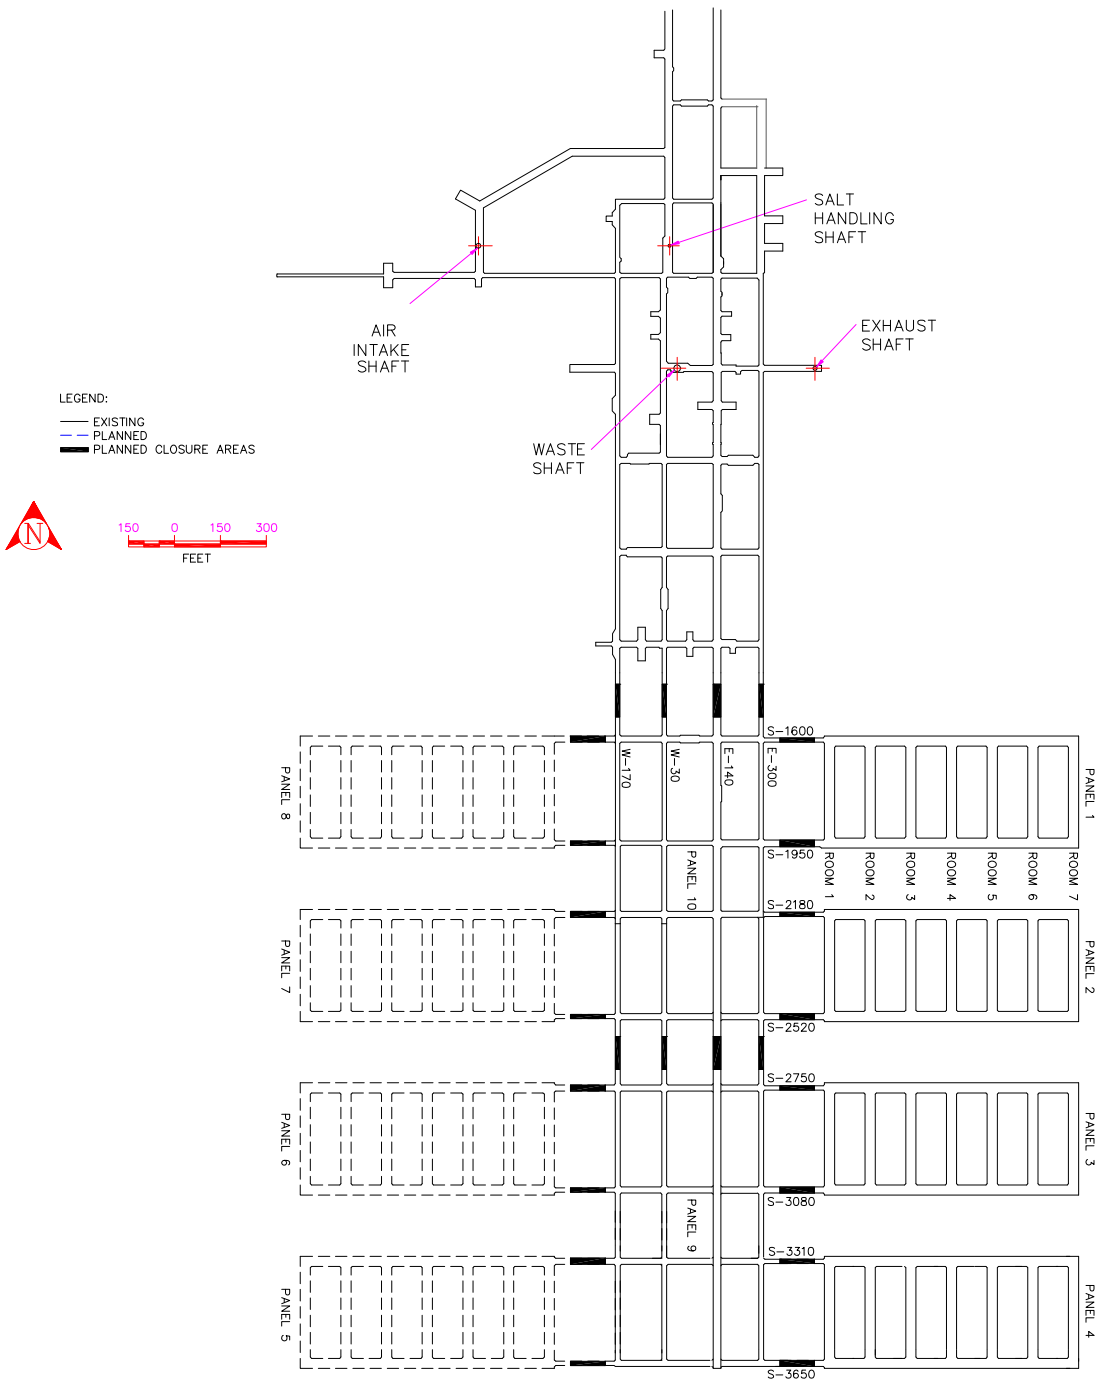 SALT
HANDLING
SHAFT
AIR
INTAKE
SHAFT
EXHAUST
SHAFT
WASTE
SHAFT
LEGEND:
EXISTING
PLANNED
PLANNED CLOSURE AREAS
N
150 0 150 300
FEET
S-1600
W-170
W-30
E-140
E-300
PANEL 8
PANEL 1
S-1950
PANEL 10
ROOM 1
ROOM 2
ROOM 3
ROOM 4
ROOM 5
ROOM 6
ROOM 7
S-2180
PANEL 7
PANEL 2
S-2520
S-2750
PANEL 6
PANEL 3
S-3080
PANEL 9
S-3310
PANEL 5
PANEL 4
S-3650